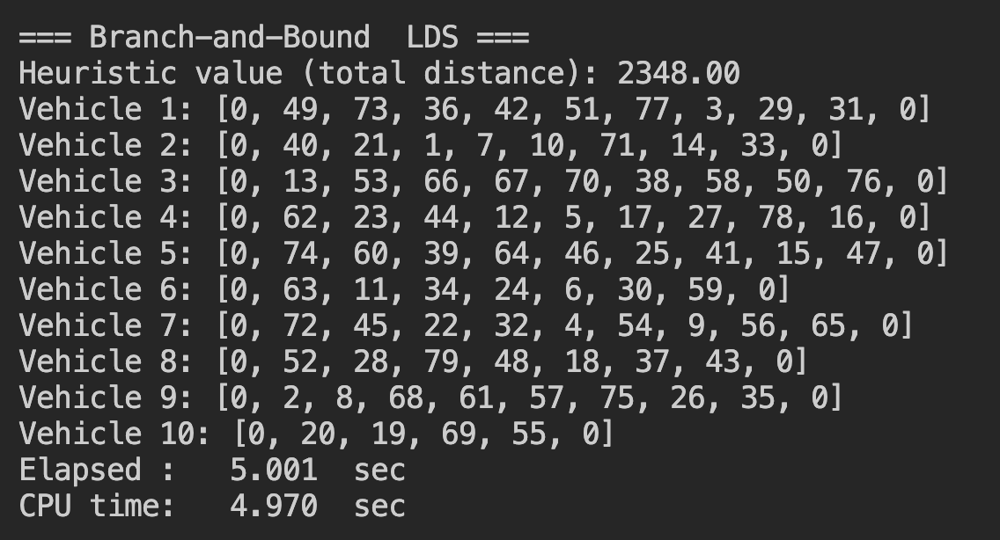 === Branch-and-Bound  LDS ===
Heuristic value (total distance): 2348.00
Vehicle 1: [0, 49, 73, 36, 42, 51, 77, 3, 29, 31, 0]
Vehicle 2: [0, 40, 21, 1, 7, 10, 71, 14, 33, 0]
Vehicle 3: [0, 13, 53, 66, 67, 70, 38, 58, 50, 76, 0]
Vehicle 4: [0, 62, 23, 44, 12, 5, 17, 27, 78, 16, 0]
Vehicle 5: [0, 74, 60, 39, 64, 46, 25, 41, 15, 47, 0]
Vehicle 6: [0, 63, 11, 34, 24, 6, 30, 59, 0]
Vehicle 7: [0, 72, 45, 22, 32, 4, 54, 9, 56, 65, 0]
Vehicle 8: [0, 52, 28, 79, 48, 18, 37, 43, 0]
Vehicle 9: [0, 2, 8, 68, 61, 57, 75, 26, 35, 0]
Vehicle 10: [0, 20, 19, 69, 55, 0]
Elapsed :   5.001  sec
CPU time:   4.970  sec